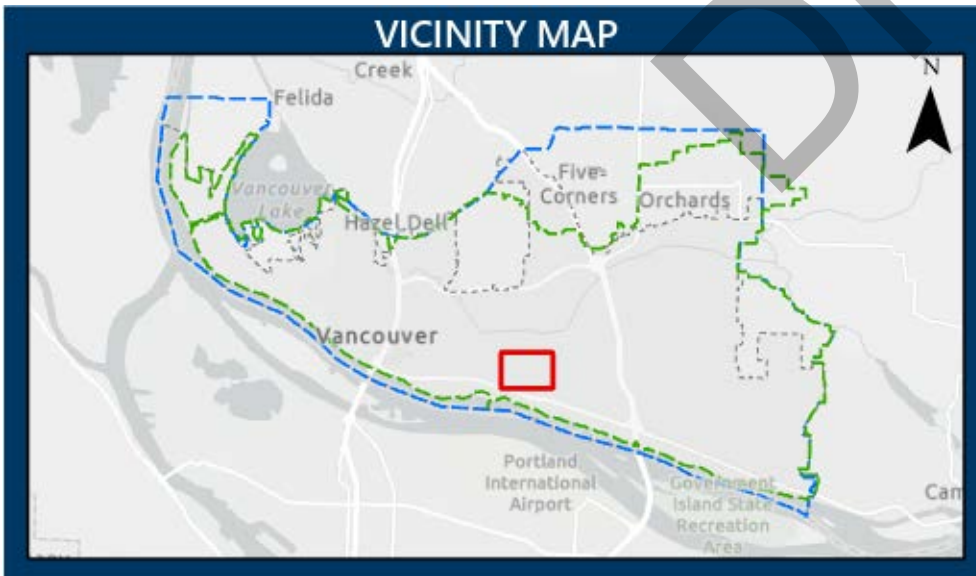 VICINITY MAP
N
Creek
Felida
Vancouver
Lake
Hazel Dell
Five
Corners
Orchards
Vancouver
Portland
International
Airport
Government
Island State
Recreation
Area
Cam